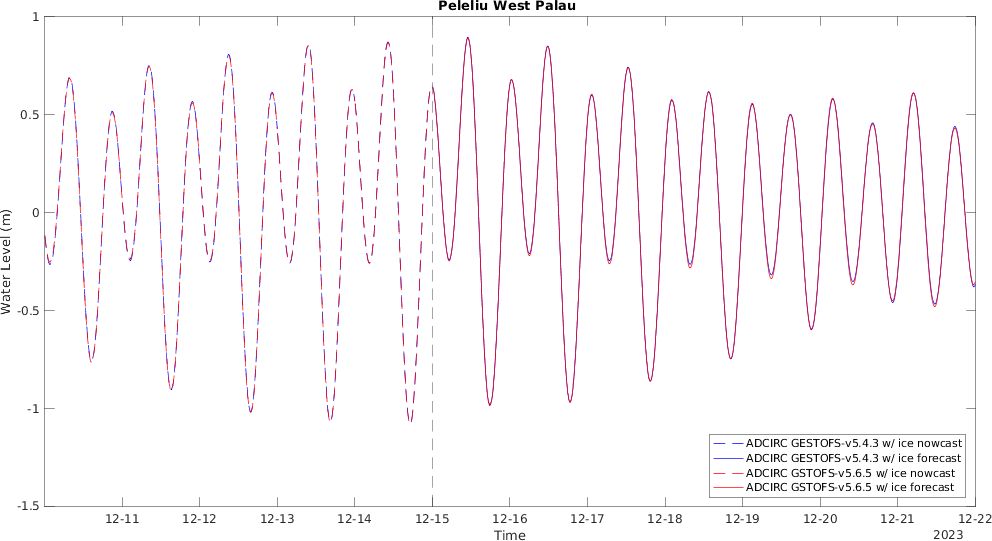 Peleliu West Palau
1
0.5
0
-0.5
-1
-1.5
Water Level (m)
ADCIRC GESTOFS-v5.4.3 w/ ice nowcast
ADCIRC GESTOFS-v5.4.3 w/ ice forecast
ADCIRC GSTOFS-v5.6.5 w/ ice nowcast
ADCIRC GSTOFS-v5.6.5 w/ ice forecast
12-11 12-12 12-13 12-14 12-15 12-16 12-17 12-18 12-19 12-20 12-21 12-22
Time
2023